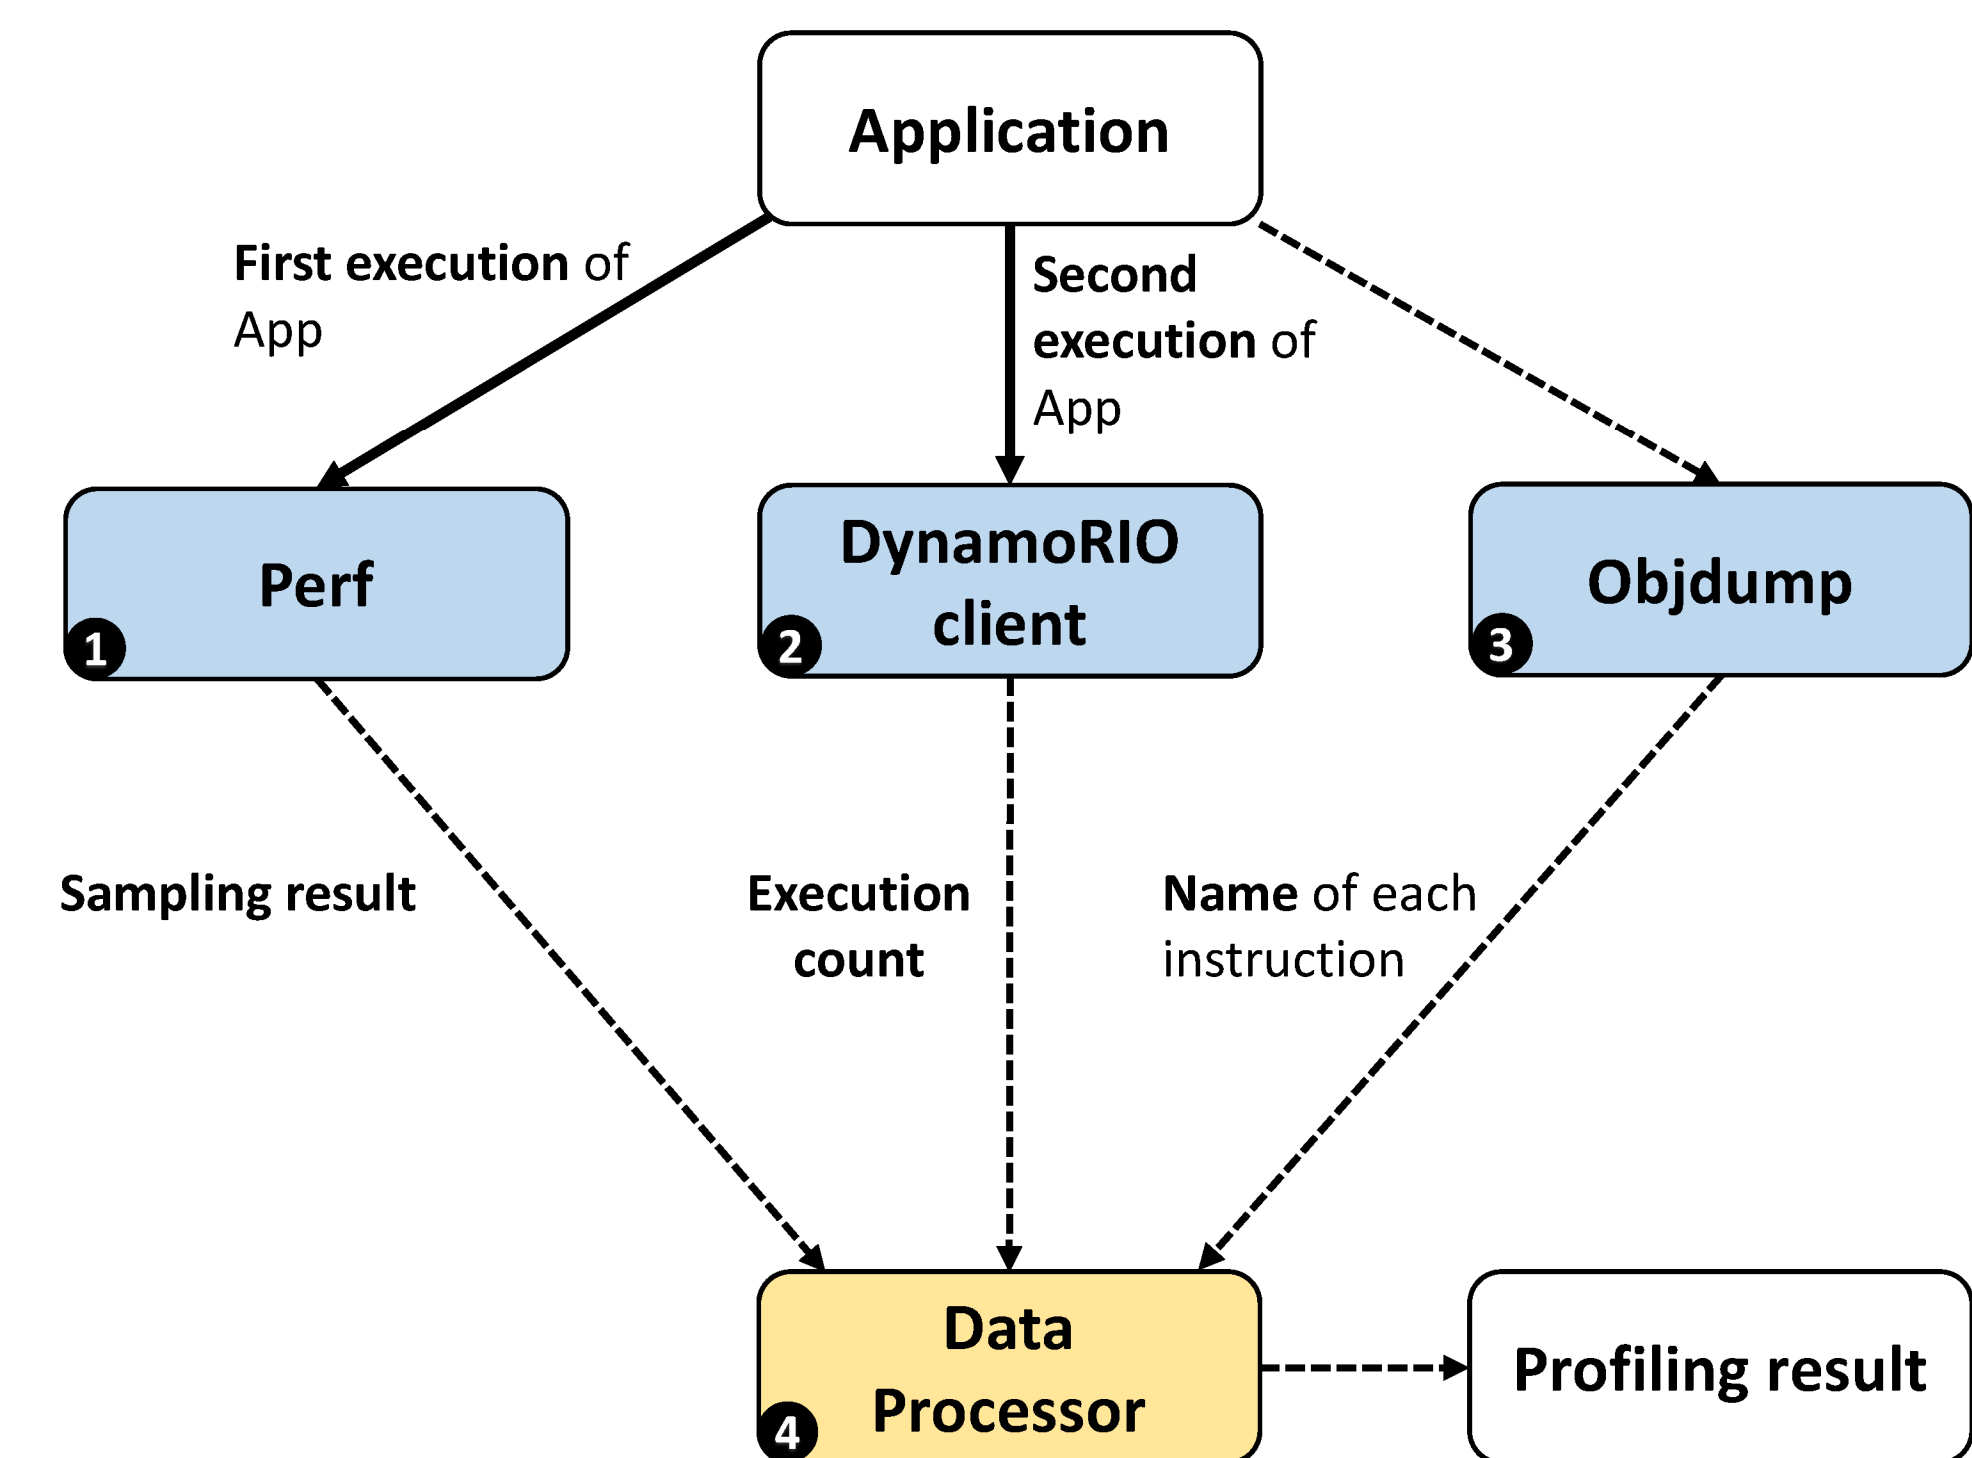 Application
First execution of
App
Second
execution of
App
Perf
1
DynamoRIO
client
2
Objdump
3
Sampling result
Execution
count
Name of each
instruction
Data
Processor
4
Profiling result